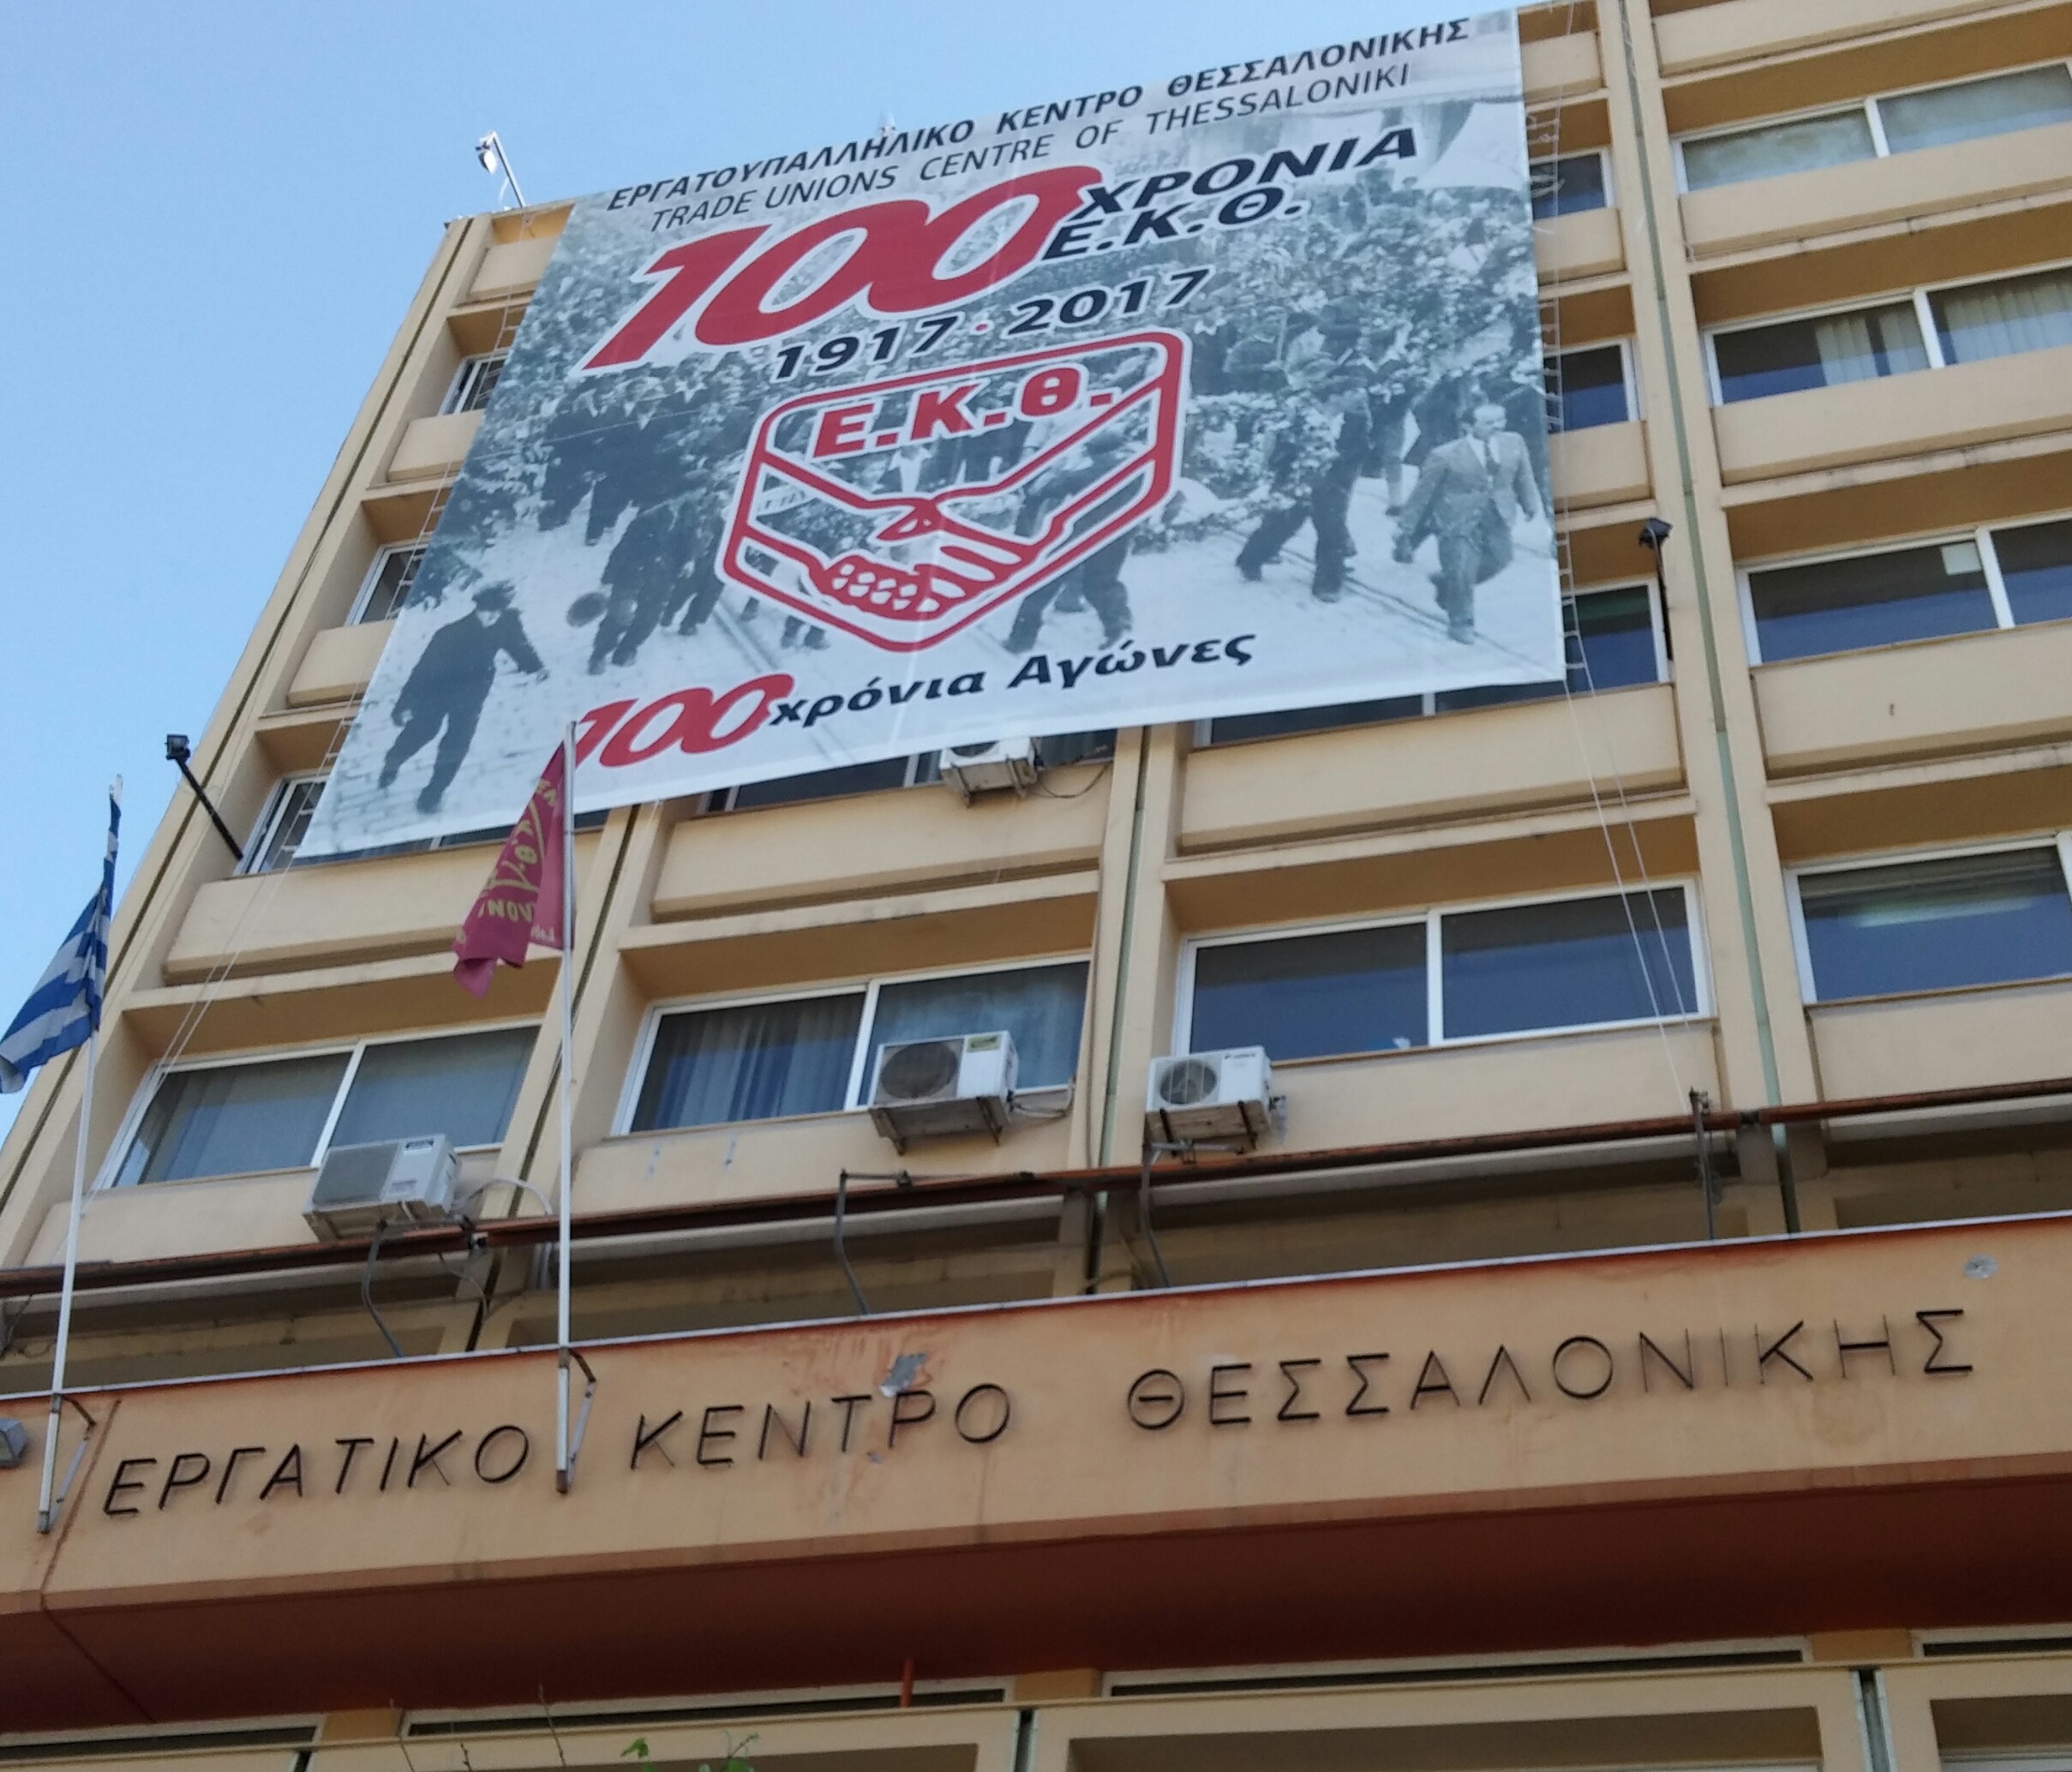 ΕΡΓΑΤΟΥΠΑΛΛΗΛΙΚΟ ΚΕΝΤΡΟ ΘΕΣΣΑΛΟΝΙΚΗΣ
TRADE UNIONS CENTRE OF THESSALONIKI
100 ΧΡΟΝΙΑ
Ε.Κ.Θ.
1917 · 2017
Ε.Κ.Θ.
100 χρόνια Αγώνες
ΕΡΓΑΤΙΚΟ ΚΕΝΤΡΟ ΘΕΣΣΑΛΟΝΙΚΗΣ